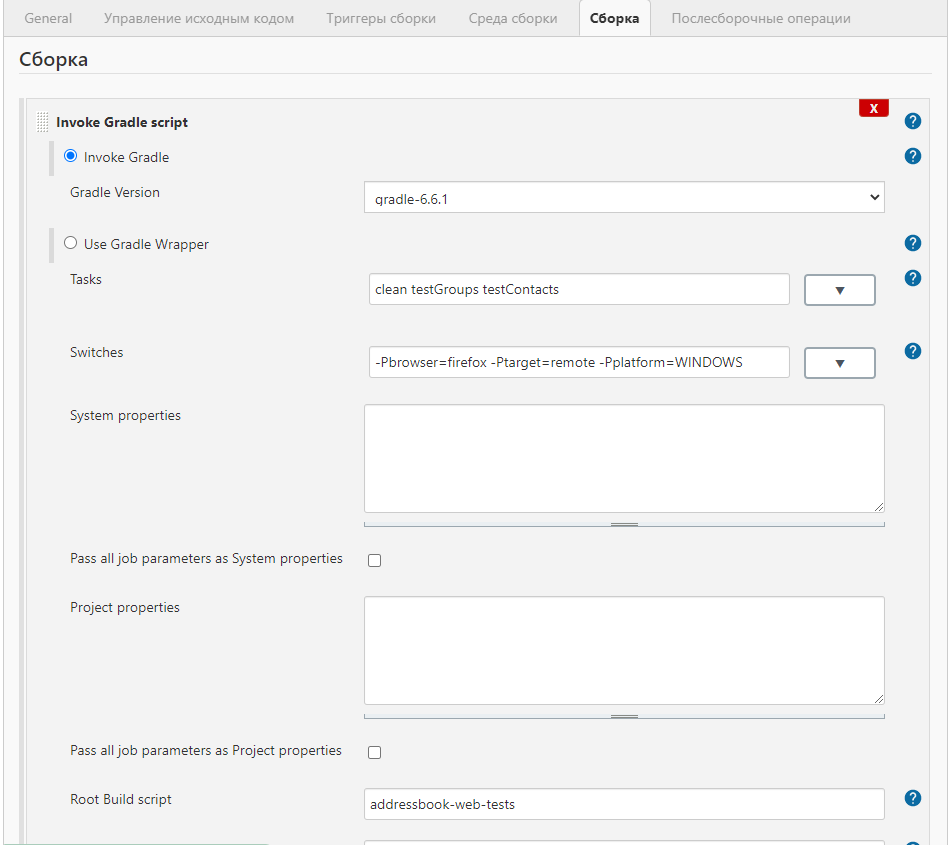 General Управление исходным кодом Триггеры сборки Среда сборки Сборка Послесборочные операции
Сборка
X
Invoke Gradle script ?
Invoke Gradle ?
Gradle Version gradle-6.6.1
Use Gradle Wrapper ?
Tasks clean testGroups testContacts ?
Switches -Pbrowser=firefox -Ptarget=remote -Pplatform=WINDOWS ?
System properties
Pass all job parameters as System properties
Project properties
Pass all job parameters as Project properties
Root Build script addressbook-web-tests ?